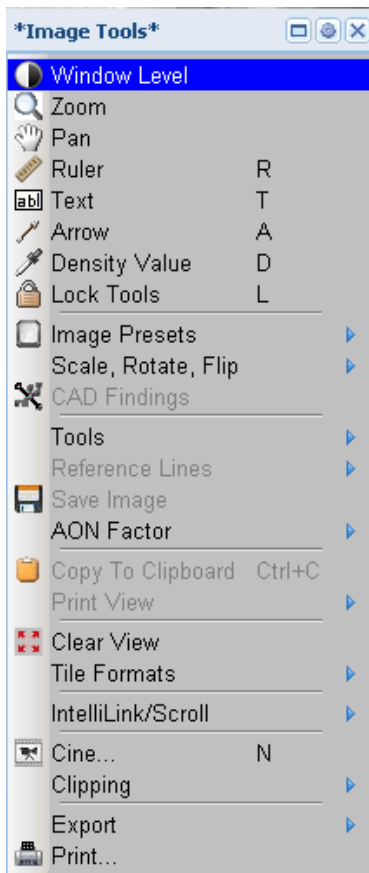 *Image Tools*
Window Level
Zoom
Pan
Ruler R
abl Text T
Arrow A
Density Value D
Lock Tools L
Image Presets
Scale, Rotate, Flip
CAD Findings
Tools
Reference Lines
Save Image
AON Factor
Copy To Clipboard Ctrl+C
Print View
Clear View
Tile Formats
IntelliLink/Scroll
Cine... N
Clipping
Export
Print...